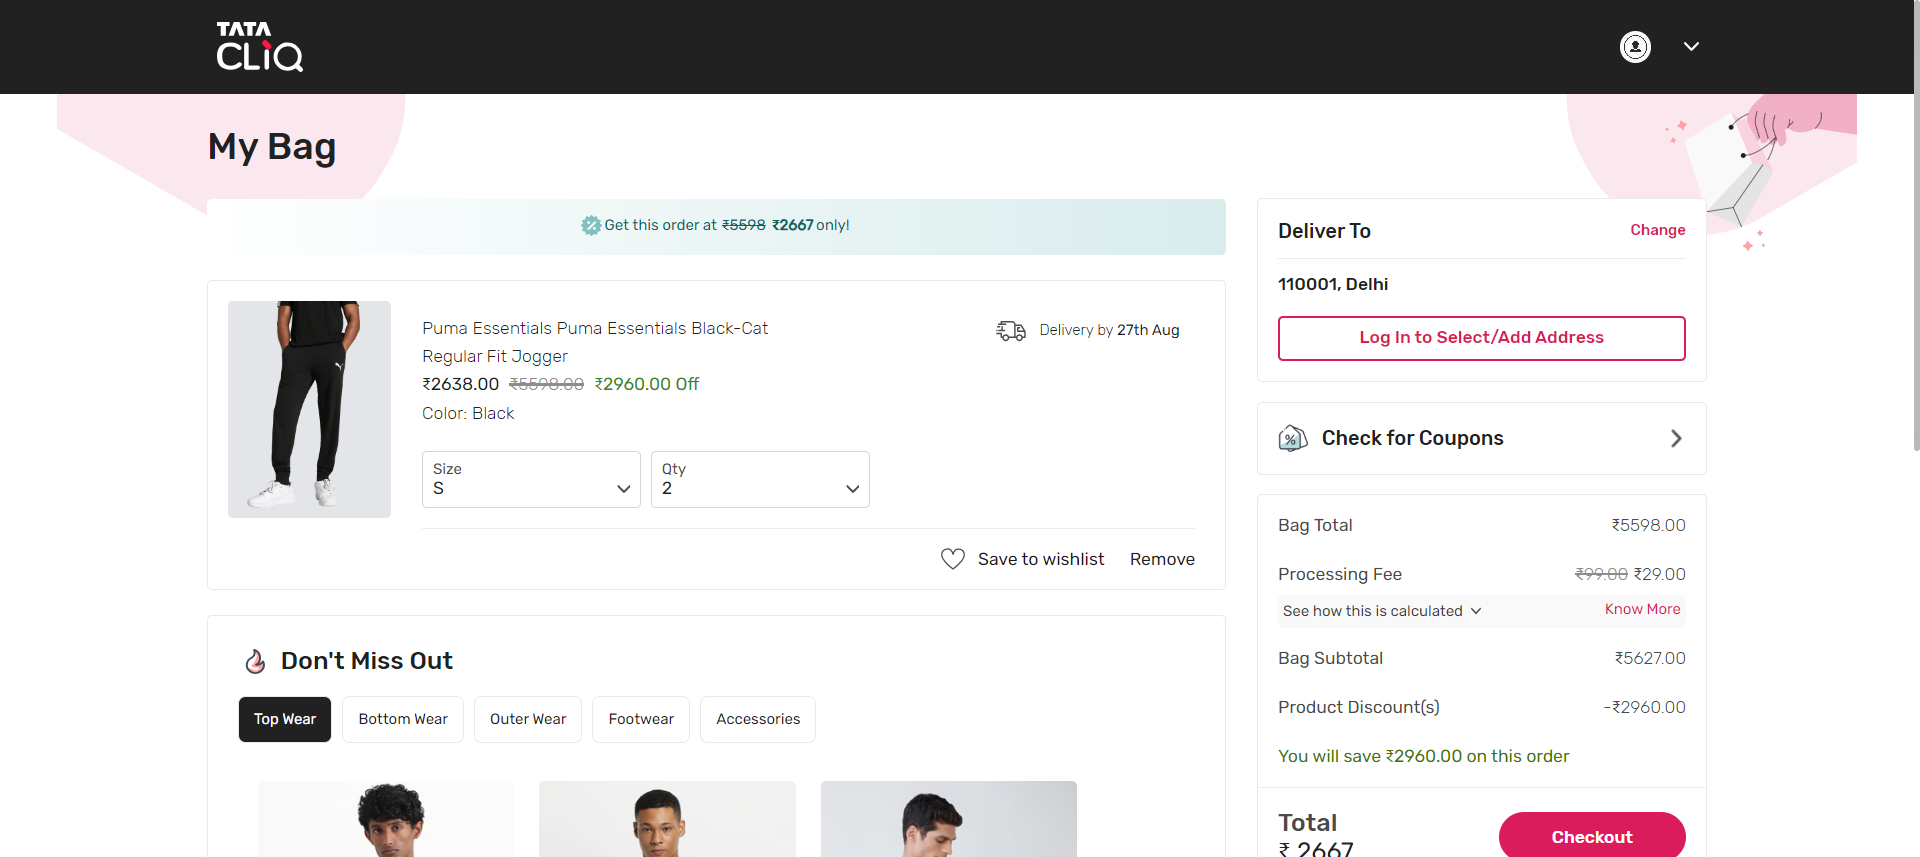 TATA
CLiQ
My Bag
Get this order at ₹5598 ₹2667 only!
Puma Essentials Puma Essentials Black-Cat
Regular Fit Jogger
₹2638.00 ₹5598.00 ₹2960.00 Off
Color: Black
Delivery by 27th Aug
Size
S
Qty
2
Save to wishlist
Remove
Don't Miss Out
Top Wear
Bottom Wear
Outer Wear
Footwear
Accessories
Deliver To
Change
110001, Delhi
Log In to Select/Add Address
Check for Coupons
Bag Total ₹5598.00
Processing Fee ₹99.00 ₹29.00
See how this is calculated Know More
Bag Subtotal ₹5627.00
Product Discount(s) -₹2960.00
You will save ₹2960.00 on this order
Total
₹ 2667
Checkout